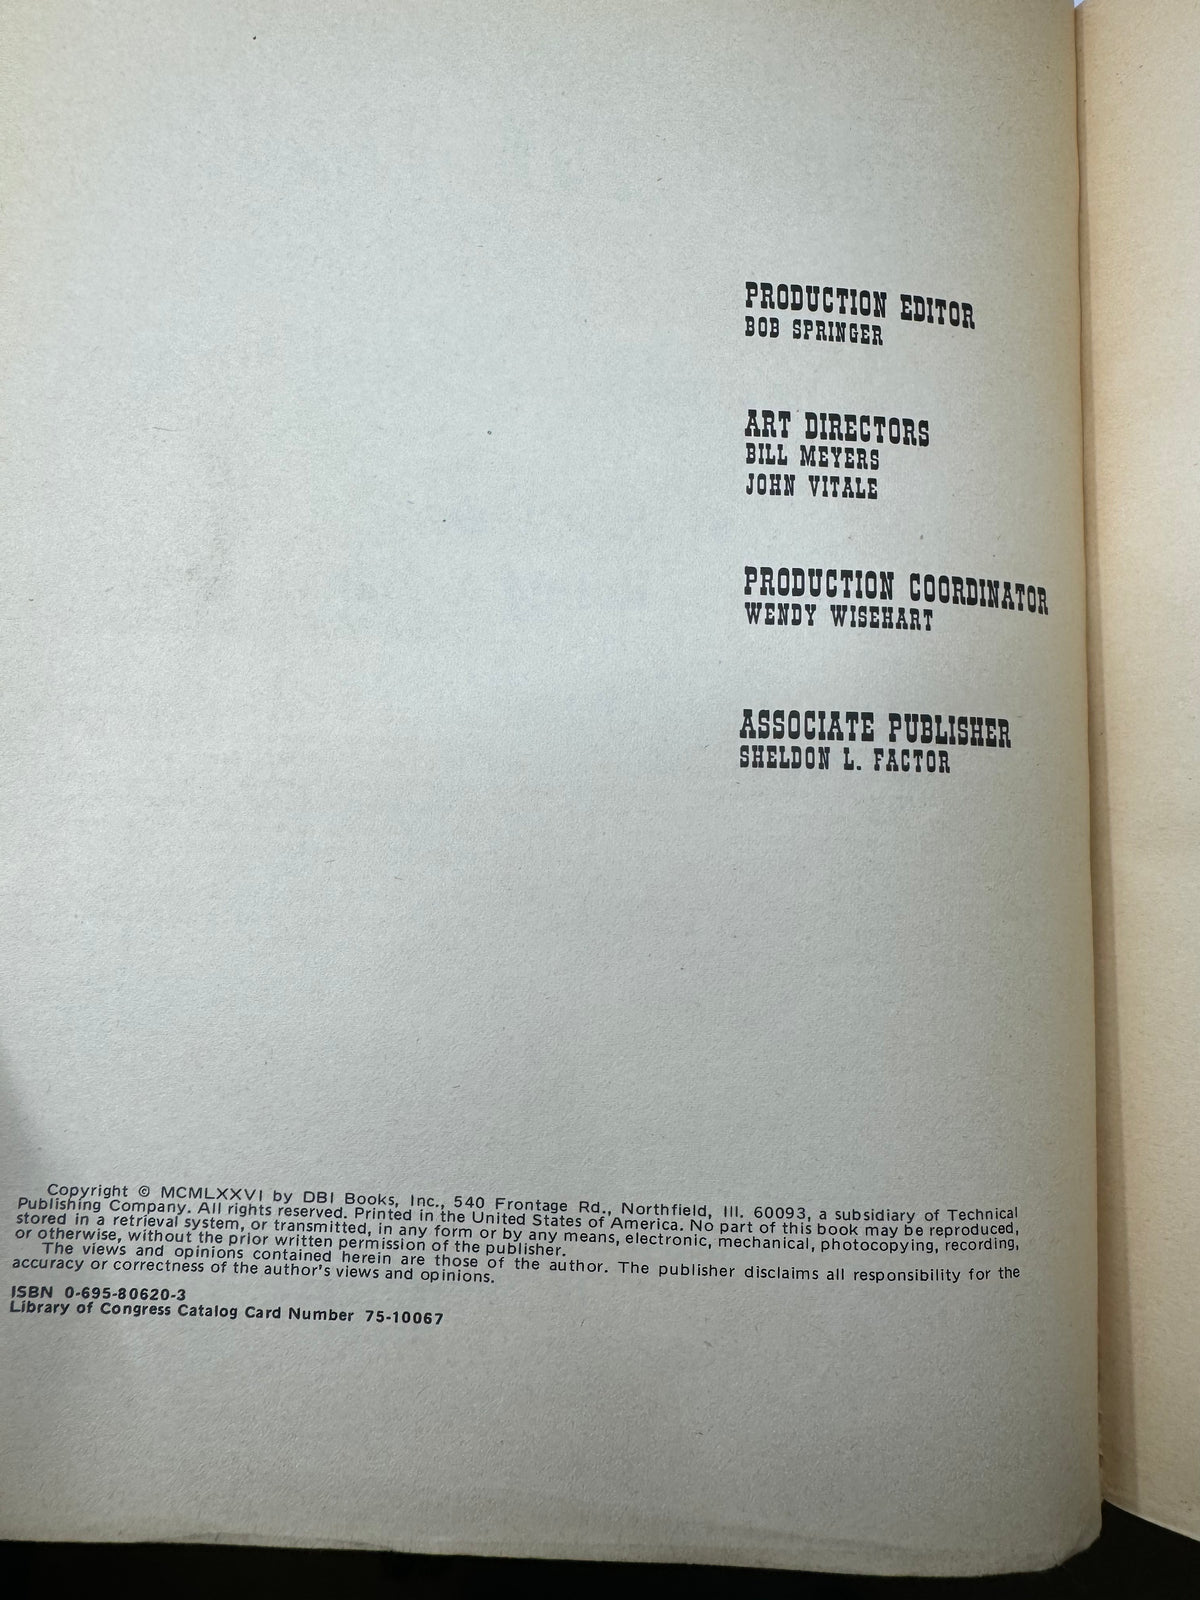 PRODUCTION EDITOR
BOB SPRINGER
ART DIRECTORS
BILL MEYERS
JOHN VITALE
PRODUCTION COORDINATOR
WENDY WISEHART
ASSOCIATE PUBLISHER
SHELDON L. FACTOR
Copyright © MCMLXXVI by DBI Books, Inc., 540 Frontage Rd., Northfield, Ill. 60093, a subsidiary of Technical
Publishing Company. All rights reserved. Printed in the United States of America. No part of this book may be reproduced,
stored in a retrieval system, or transmitted, in any form or by any means, electronic, mechanical, photocopying, recording,
or otherwise, without the prior written permission of the publisher.
The views and opinions contained herein are those of the author. The publisher disclaims all responsibility for the
accuracy or correctness of the author's views and opinions.
ISBN 0-695-80620-3
Library of Congress Catalog Card Number 75-10067